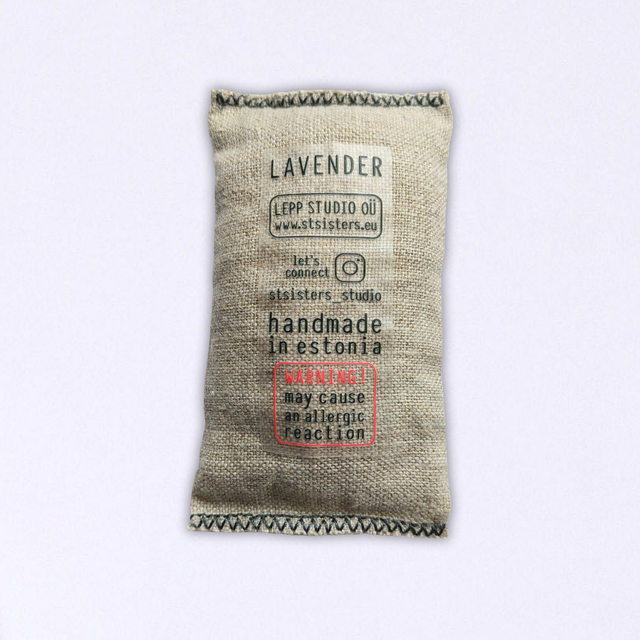 LAVENDER
LEPP STUDIO OÜ
www.stsisters.eu
let's
connect
stsisters_studio
handmade
in estonia
WARNING!
may cause
an allergic
reaction